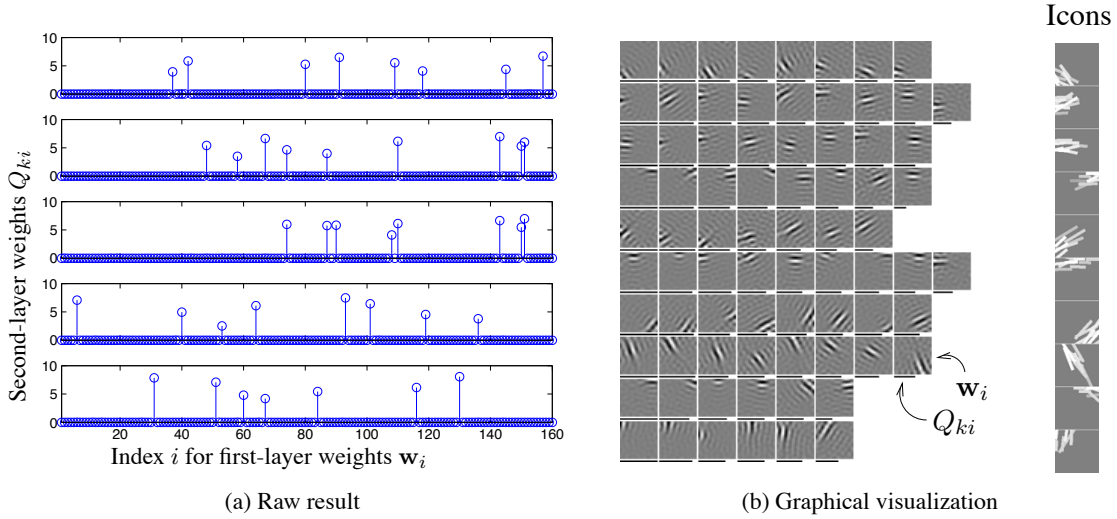 Icons
10
5
0
10
5
0
10
5
0
10
5
0
10
5
0
Second-layer weights Q_{ki}
20 40 60 80 100 120 140 160
Index i for first-layer weights w_i
w_i
Q_{ki}
(a) Raw result
(b) Graphical visualization